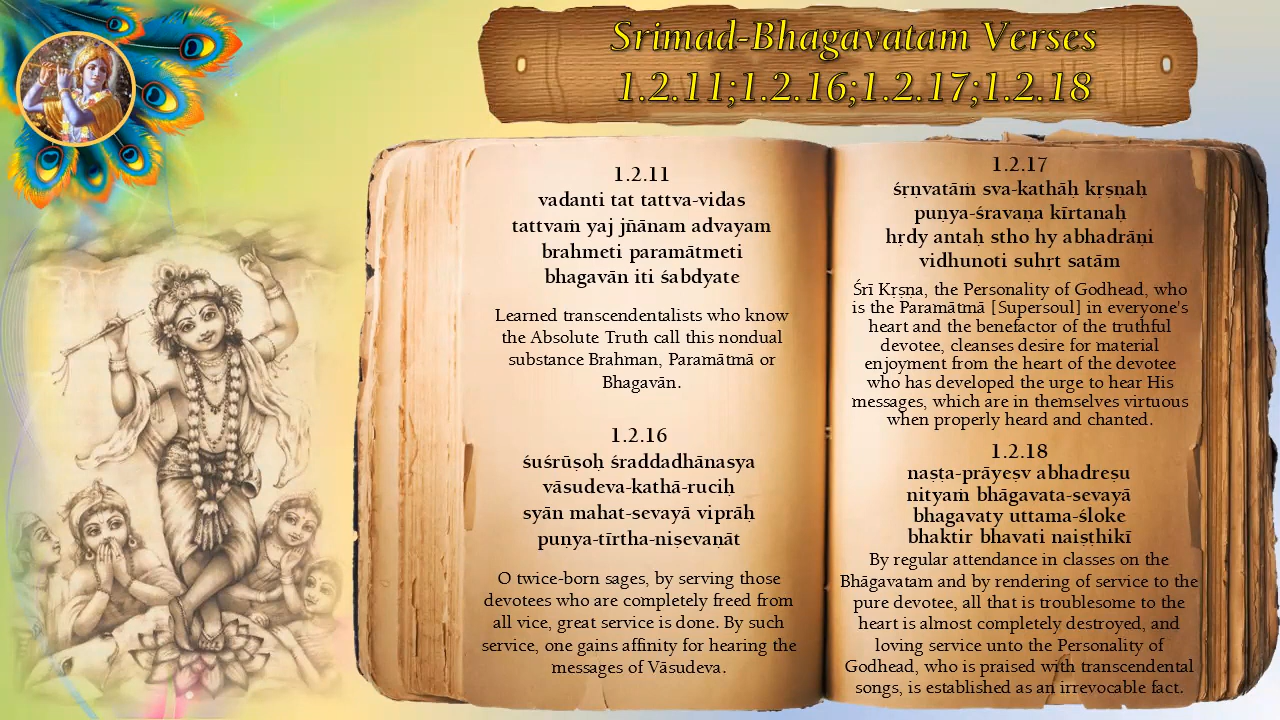 Srimad-Bhagavatam Verses
1.2.11;1.2.16;1.2.17;1.2.18
1.2.11
vadanti tat tattva-vidas
tattvaṁ yaj jñānam advayam
brahmeti paramātmeti
bhagavān iti śabdyate
Learned transcendentalists who know
the Absolute Truth call this nondual
substance Brahman, Paramātmā or
Bhagavān.
1.2.16
śuśrūṣoḥ śraddadhānasya
vāsudeva-kathā-ruciḥ
syān mahat-sevayā viprāḥ
puṇya-tīrtha-niṣevaṇāt
O twice-born sages, by serving those
devotees who are completely freed from
all vice, great service is done. By such
service, one gains affinity for hearing the
messages of Vāsudeva.
1.2.17
śṛṇvatāṁ sva-kathāḥ kṛṣṇaḥ
puṇya-śravaṇa kīrtanaḥ
hṛdy antaḥ stho hy abhadrāṇi
vidhunoti suhṛt satām
Śrī Kṛṣṇa, the Personality of Godhead, who
is the Paramātmā [Supersoul] in everyone's
heart and the benefactor of the truthful
devotee, cleanses desire for material
enjoyment from the heart of the devotee
who has developed the urge to hear His
messages, which are in themselves virtuous
when properly heard and chanted.
1.2.18
naṣṭa-prāyeṣv abhadreṣu
nityaṁ bhāgavata-sevayā
bhagavaty uttama-śloke
bhaktir bhavati naiṣṭhikī
By regular attendance in classes on the
Bhāgavatam and by rendering of service to the
pure devotee, all that is troublesome to the
heart is almost completely destroyed, and
loving service unto the Personality of
Godhead, who is praised with transcendental
songs, is established as an irrevocable fact.